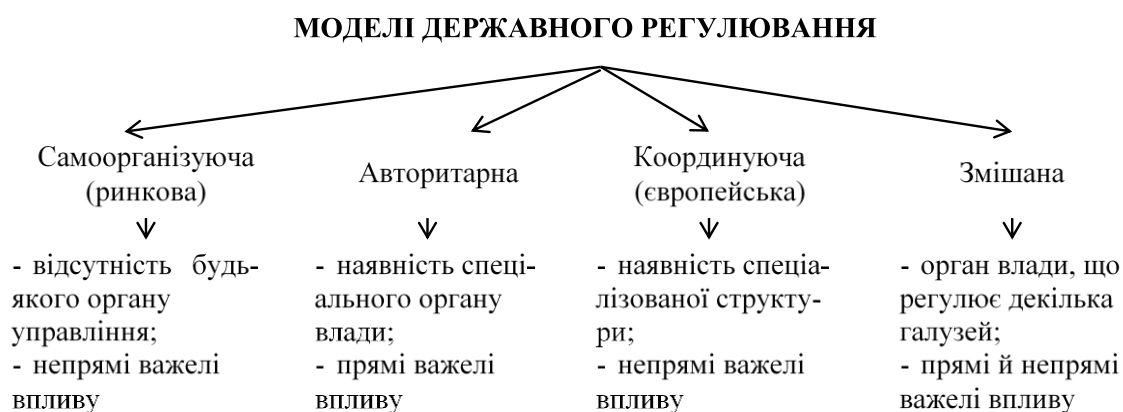 МОДЕЛІ ДЕРЖАВНОГО РЕГУЛЮВАННЯ
Самоорганізуюча
(ринкова)
- відсутність будь-
якого органу
управління;
- непрямі важелі
впливу
Авторитарна
- наявність спеці-
ального органу
влади;
- прямі важелі
впливу
Координуюча
(європейська)
- наявність спеціа-
лізованої структу-
ри;
- непрямі важелі
впливу
Змішана
- орган влади, що
регулює декілька
галузей;
- прямі й непрямі
важелі впливу